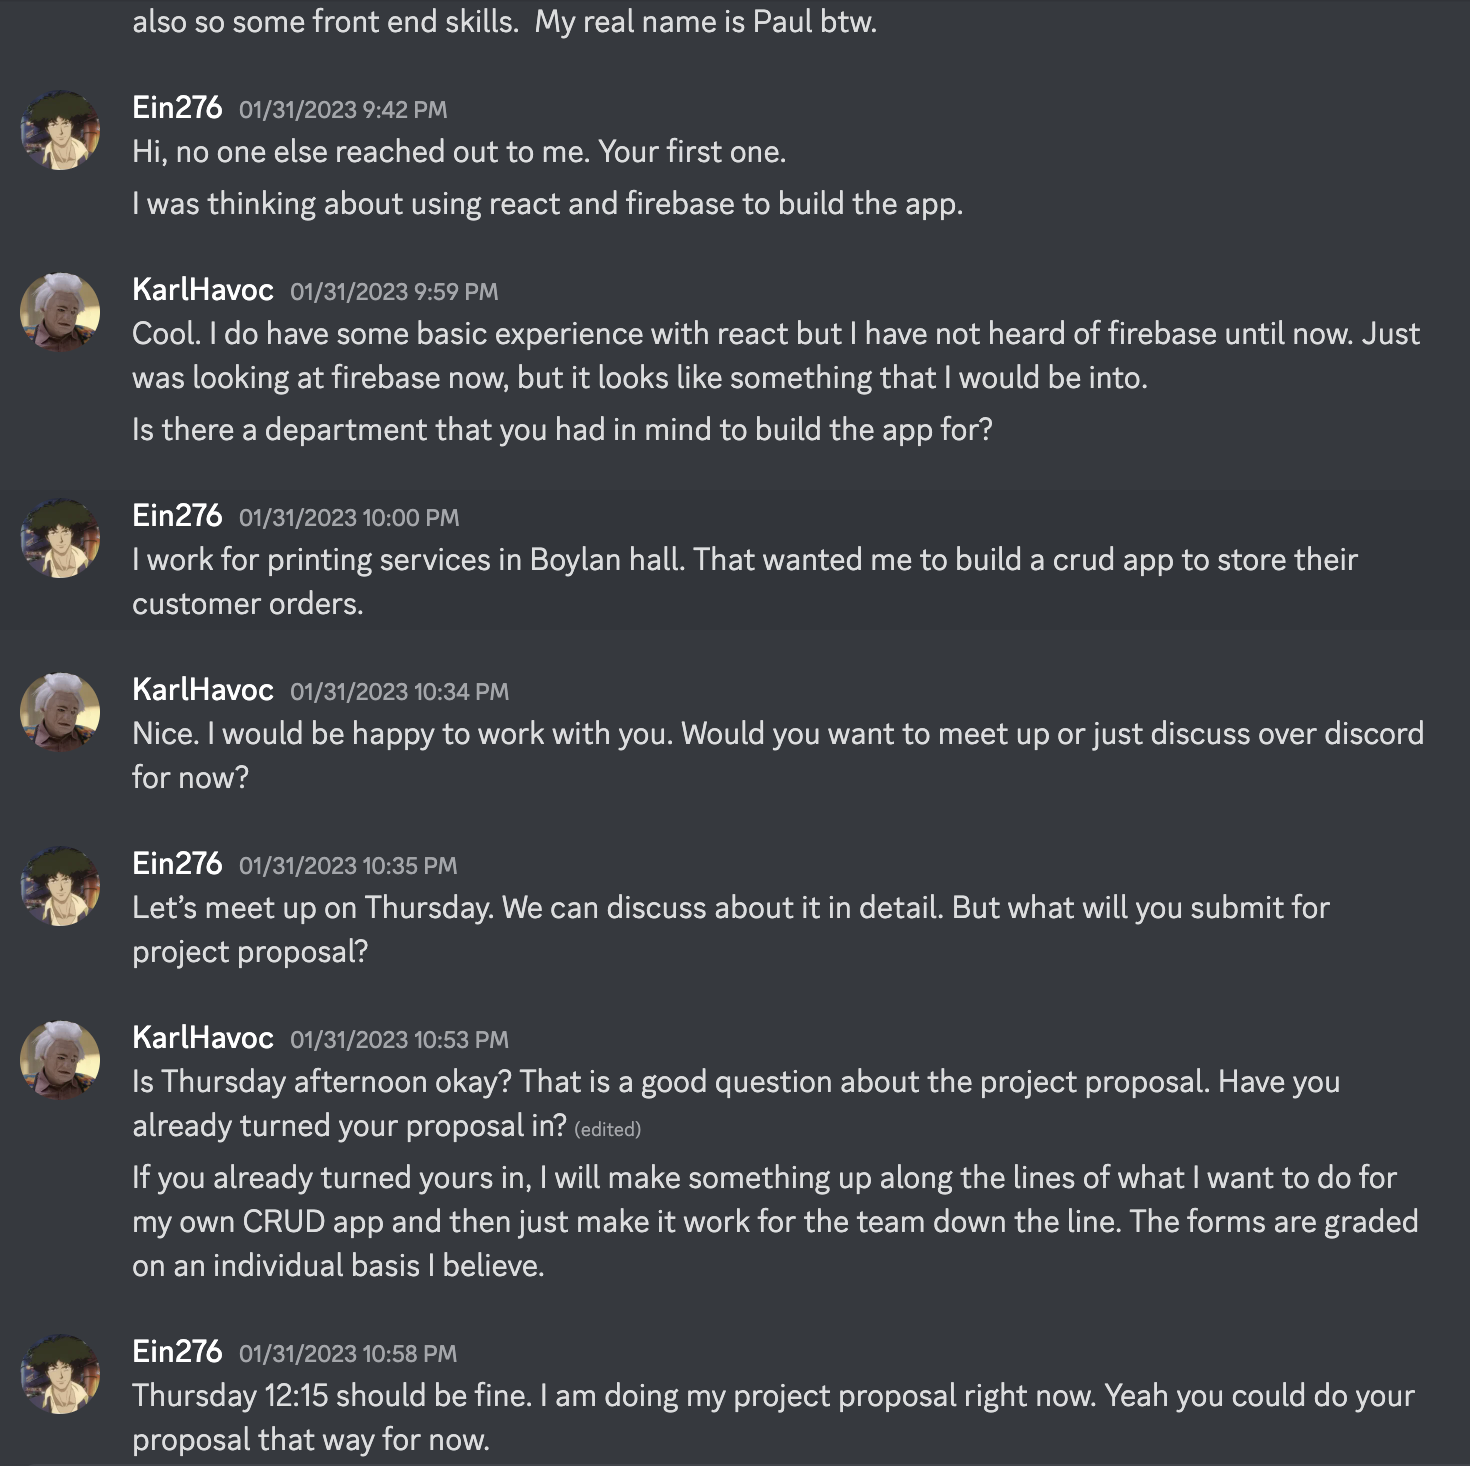 also so some front end skills.  My real name is Paul btw.
Ein276 01/31/2023 9:42 PM
Hi, no one else reached out to me. Your first one.
I was thinking about using react and firebase to build the app.
KarlHavoc 01/31/2023 9:59 PM
Cool. I do have some basic experience with react but I have not heard of firebase until now. Just
was looking at firebase now, but it looks like something that I would be into.
Is there a department that you had in mind to build the app for?
Ein276 01/31/2023 10:00 PM
I work for printing services in Boylan hall. That wanted me to build a crud app to store their
customer orders.
KarlHavoc 01/31/2023 10:34 PM
Nice. I would be happy to work with you. Would you want to meet up or just discuss over discord
for now?
Ein276 01/31/2023 10:35 PM
Let’s meet up on Thursday. We can discuss about it in detail. But what will you submit for
project proposal?
KarlHavoc 01/31/2023 10:53 PM
Is Thursday afternoon okay? That is a good question about the project proposal. Have you
already turned your proposal in? (edited)
If you already turned yours in, I will make something up along the lines of what I want to do for
my own CRUD app and then just make it work for the team down the line. The forms are graded
on an individual basis I believe.
Ein276 01/31/2023 10:58 PM
Thursday 12:15 should be fine. I am doing my project proposal right now. Yeah you could do your
proposal that way for now.